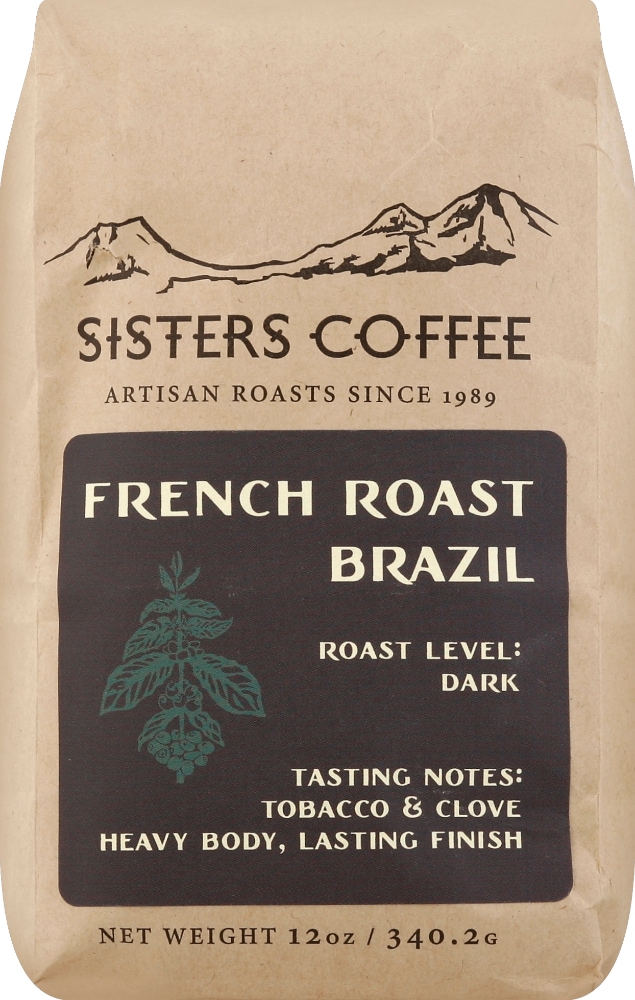 SISTERS COFFEE
ARTISAN ROASTS SINCE 1989
FRENCH ROAST
BRAZIL
ROAST LEVEL:
DARK
TASTING NOTES:
TOBACCO & CLOVE
HEAVY BODY, LASTING FINISH
NET WEIGHT 12oz / 340.2G